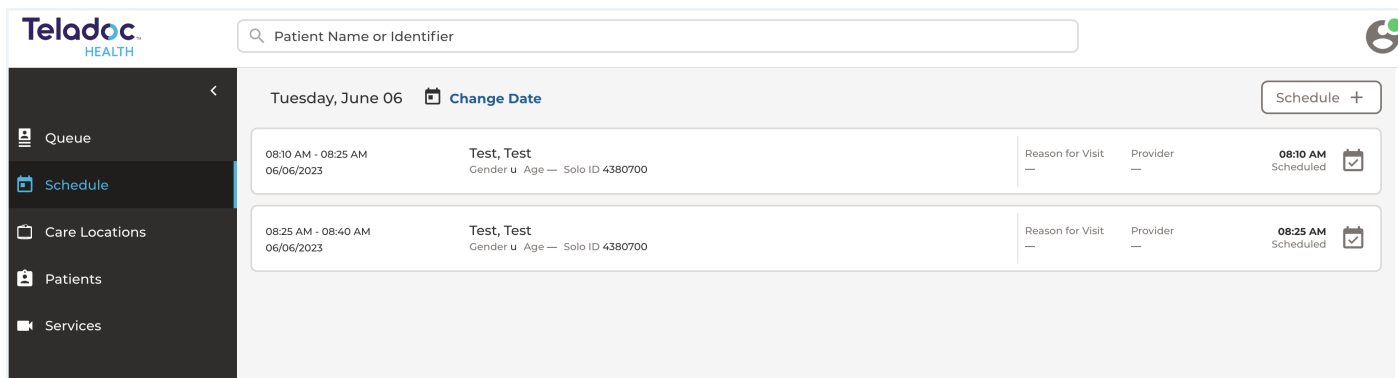 Teladoc™
HEALTH
Patient Name or Identifier
Tuesday, June 06 Change Date
Schedule +
Queue
Schedule
Care Locations
Patients
Services
08:10 AM - 08:25 AM
06/06/2023
Test, Test
Gender u Age — Solo ID 4380700
Reason for Visit
—
Provider
—
08:10 AM
Scheduled
08:25 AM - 08:40 AM
06/06/2023
Test, Test
Gender u Age — Solo ID 4380700
Reason for Visit
—
Provider
—
08:25 AM
Scheduled